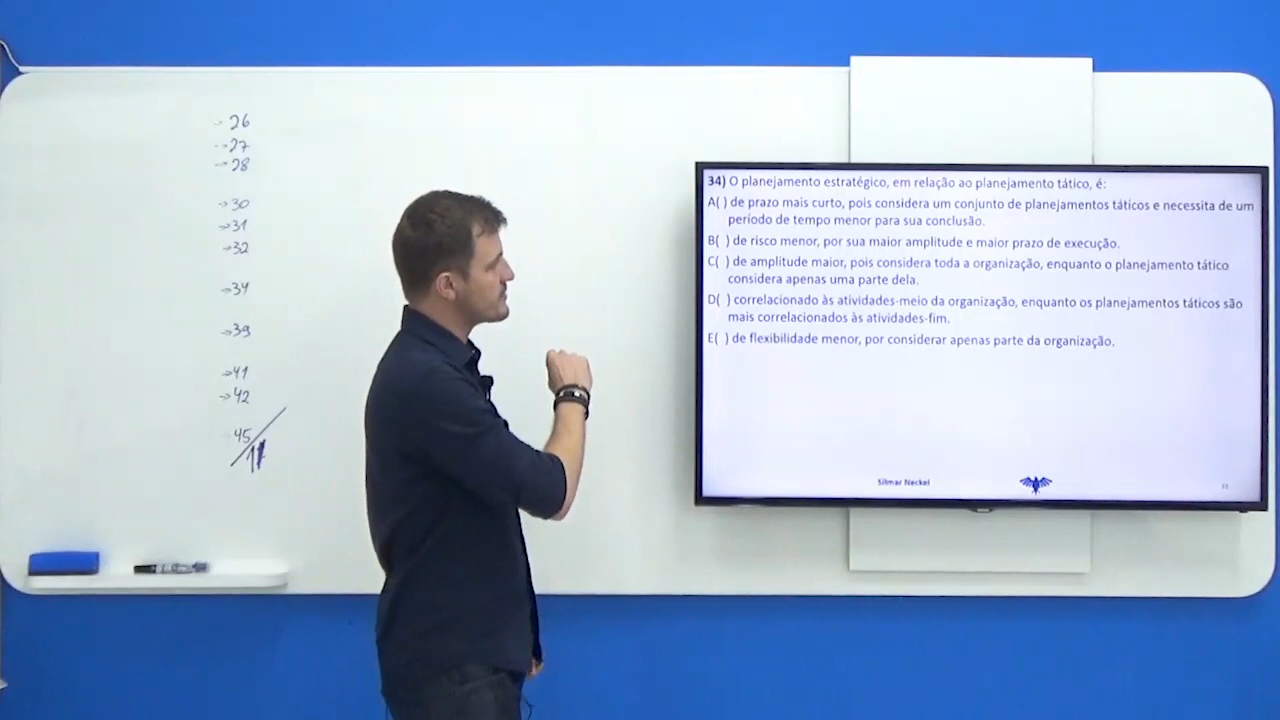 26
27
28
30
31
32
34
39
41
42
45
11
34) O planejamento estratégico, em relação ao planejamento tático, é:
A( ) de prazo mais curto, pois considera um conjunto de planejamentos táticos e necessita de um
período de tempo menor para sua conclusão.
B( ) de risco menor, por sua maior amplitude e maior prazo de execução.
C( ) de amplitude maior, pois considera toda a organização, enquanto o planejamento tático
considera apenas uma parte dela.
D( ) correlacionado às atividades-meio da organização, enquanto os planejamentos táticos são
mais correlacionados às atividades-fim.
E( ) de flexibilidade menor, por considerar apenas parte da organização.
Silmar Neckel